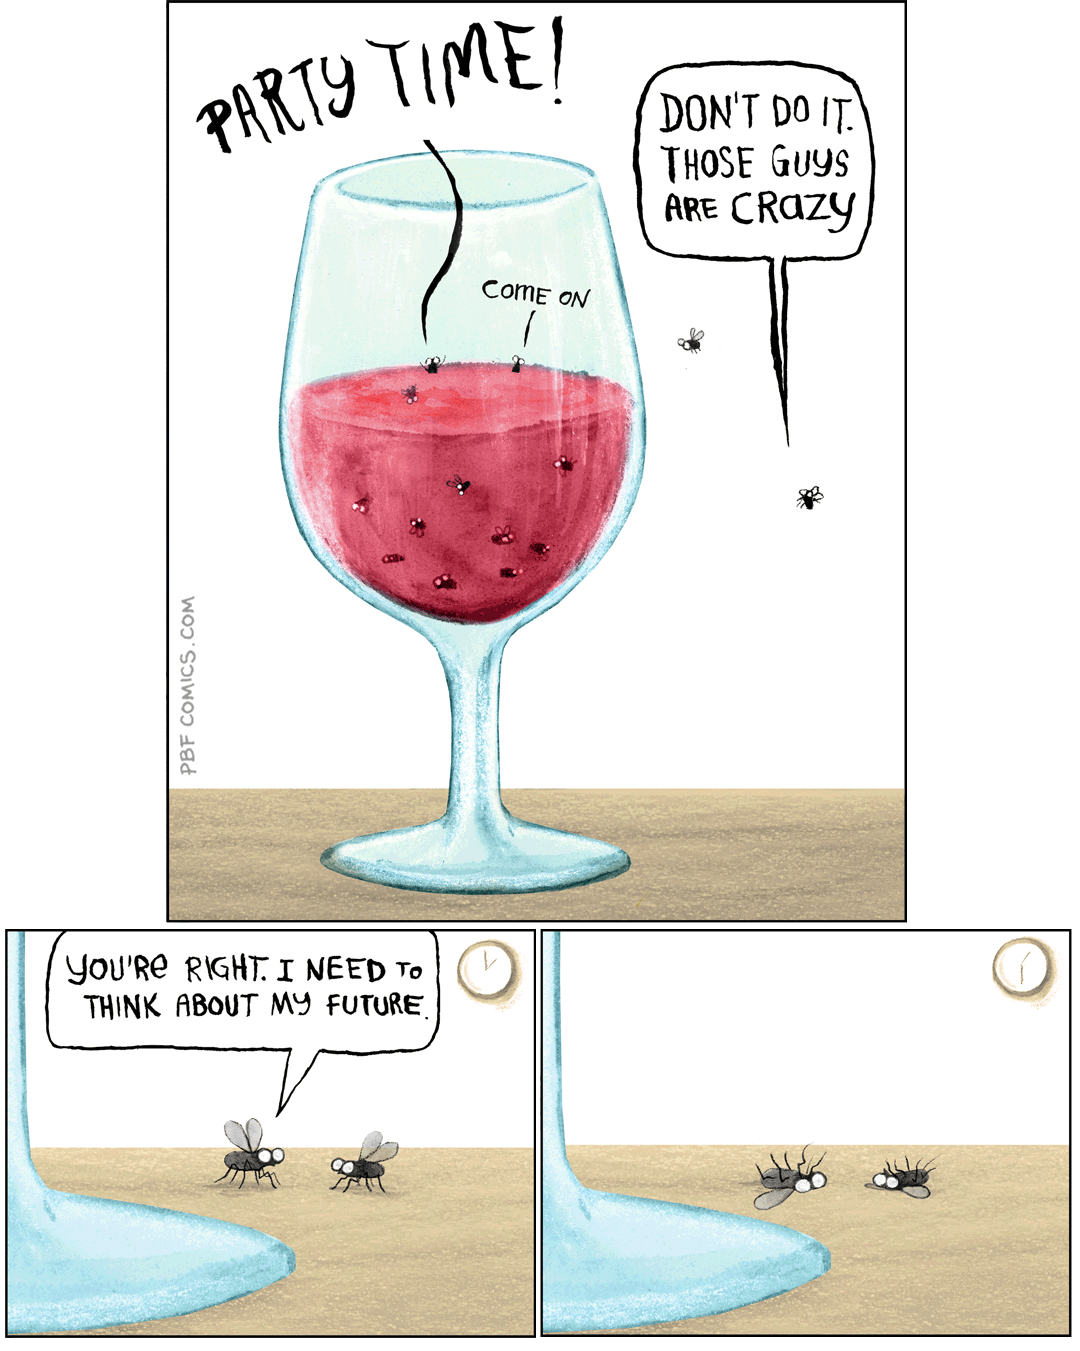 PARTY TIME!
DON'T DO IT.
THOSE GUYS
ARE CRAZY
COME ON
PBF COMICS.COM
YOU'RE RIGHT. I NEED TO
THINK ABOUT MY FUTURE.